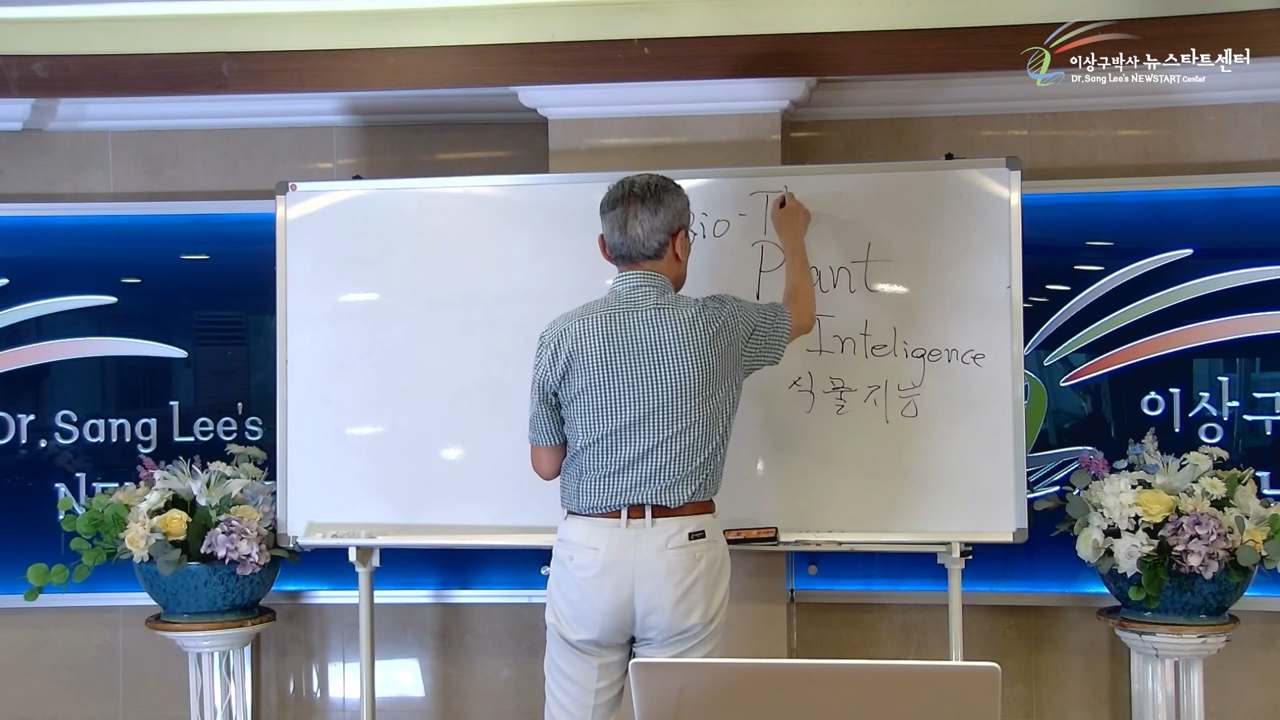 이상구박사 뉴스타트센터
Dr. Sang Lee's NEWSTART Center
Bio-T
Plant
Inteligence
식물지능
Dr. Sang Lee's
이상구